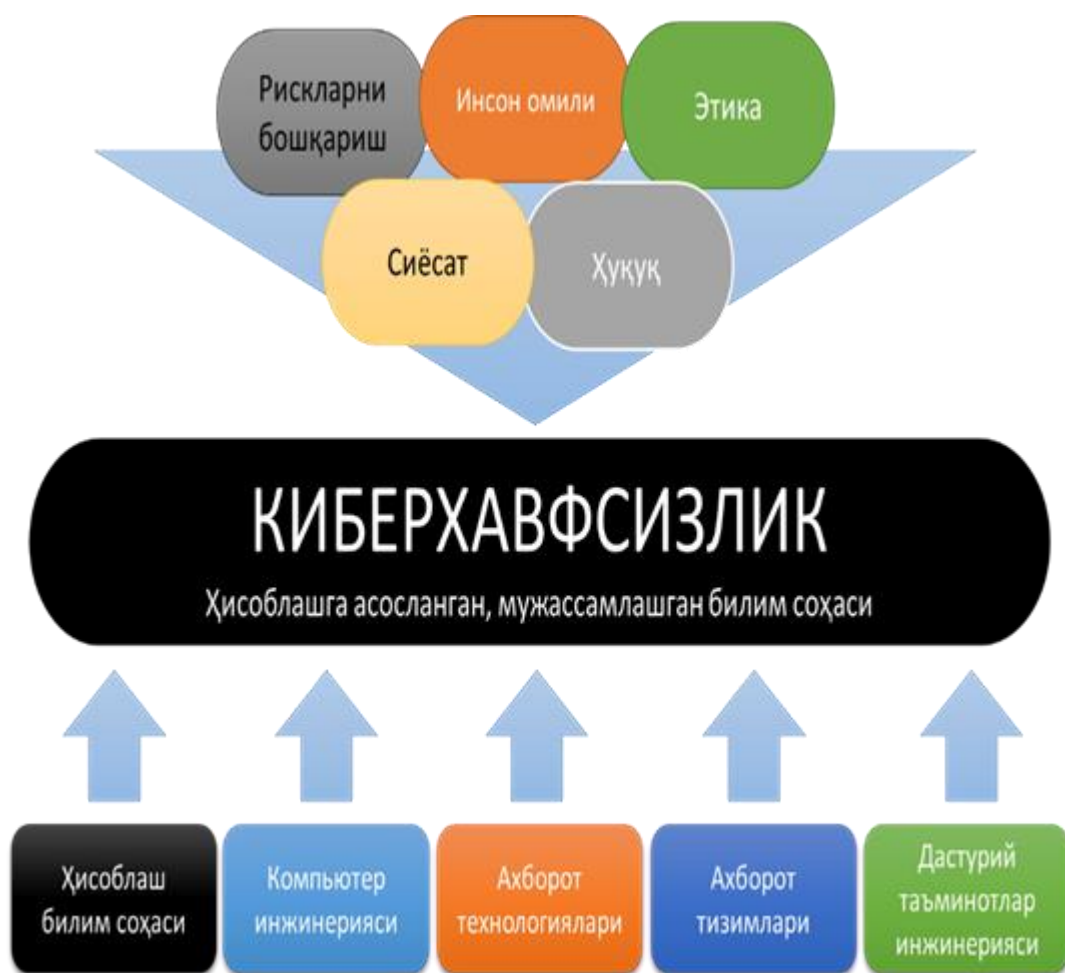 Рискларни
бошқариш
Инсон омили
Этика
Сиёсат
Ҳуқуқ
КИБЕРХАВФСИЗЛИК
Ҳисоблашга асосланган, мужассамлашган билим соҳаси
Ҳисоблаш
билим соҳаси
Компьютер
инжинерияси
Ахборот
технологиялари
Ахборот
тизимлари
Дастурий
таъминотлар
инжинерияси